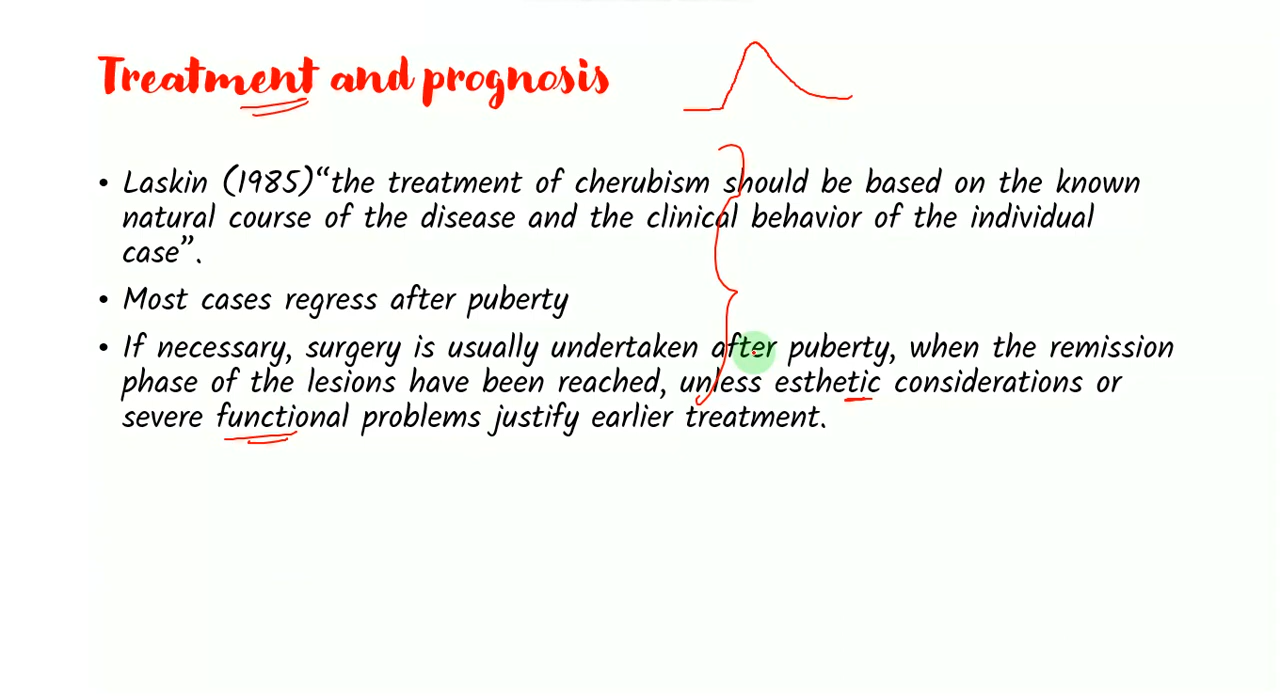 Treatment and prognosis
• Laskin (1985)“the treatment of cherubism should be based on the known
natural course of the disease and the clinical behavior of the individual
case”.
• Most cases regress after puberty
• If necessary, surgery is usually undertaken after puberty, when the remission
phase of the lesions have been reached, unless esthetic considerations or
severe functional problems justify earlier treatment.